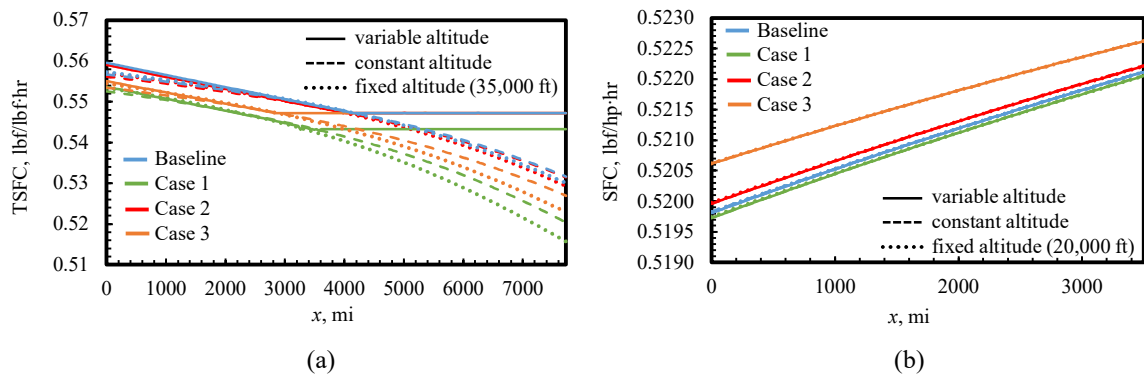 TSFC, lbf/lbf·hr
0.57
0.56
0.55
0.54
0.53
0.52
0.51
variable altitude
constant altitude
fixed altitude (35,000 ft)
Baseline
Case 1
Case 2
Case 3
0 1000 2000 3000 4000 5000 6000 7000
x, mi
(a)
SFC, lbf/hp·hr
0.5230
0.5225
0.5220
0.5215
0.5210
0.5205
0.5200
0.5195
0.5190
Baseline
Case 1
Case 2
Case 3
variable altitude
constant altitude
fixed altitude (20,000 ft)
0 1000 2000 3000
x, mi
(b)